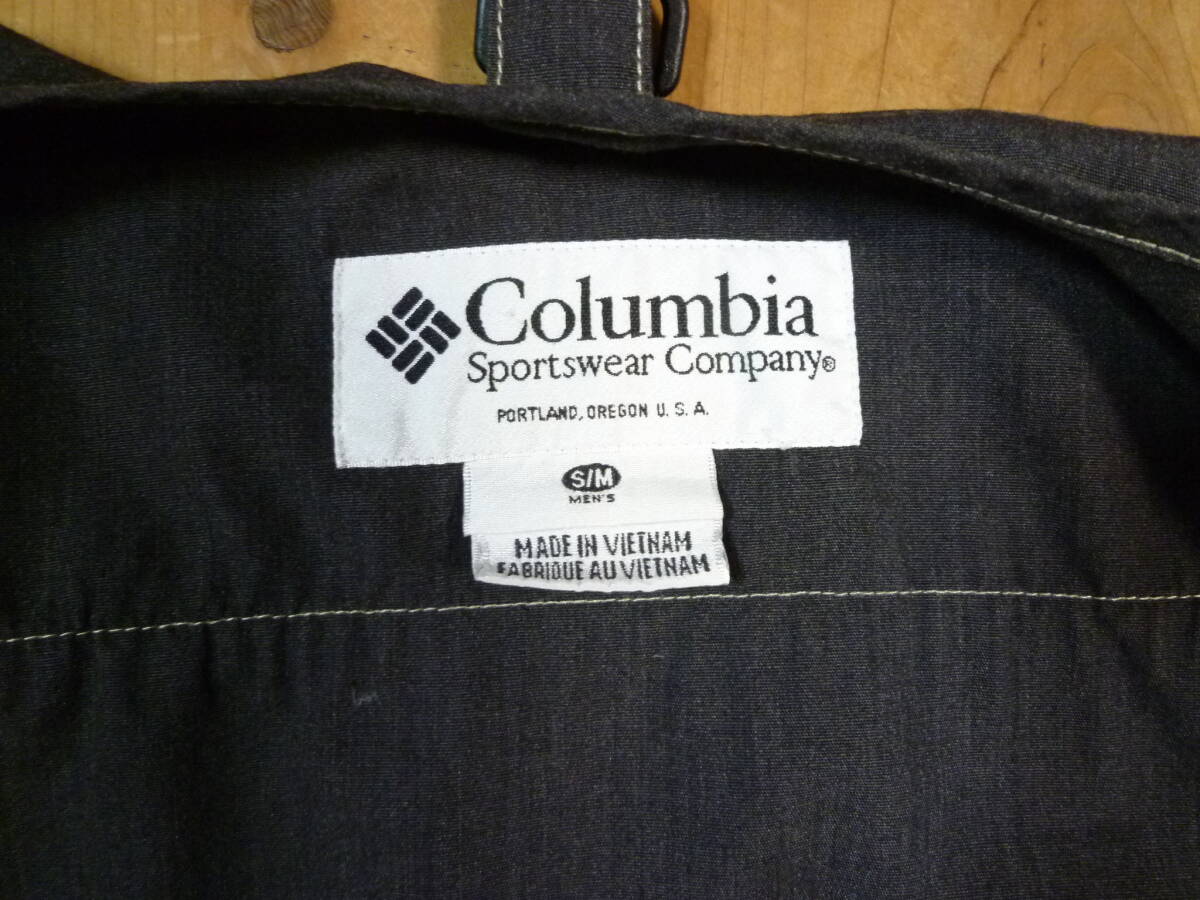 Columbia
Sportswear Company®
PORTLAND, OREGON U. S. A.
S/M
MEN'S
MADE IN VIETNAM
FABRIQUE AU VIETNAM